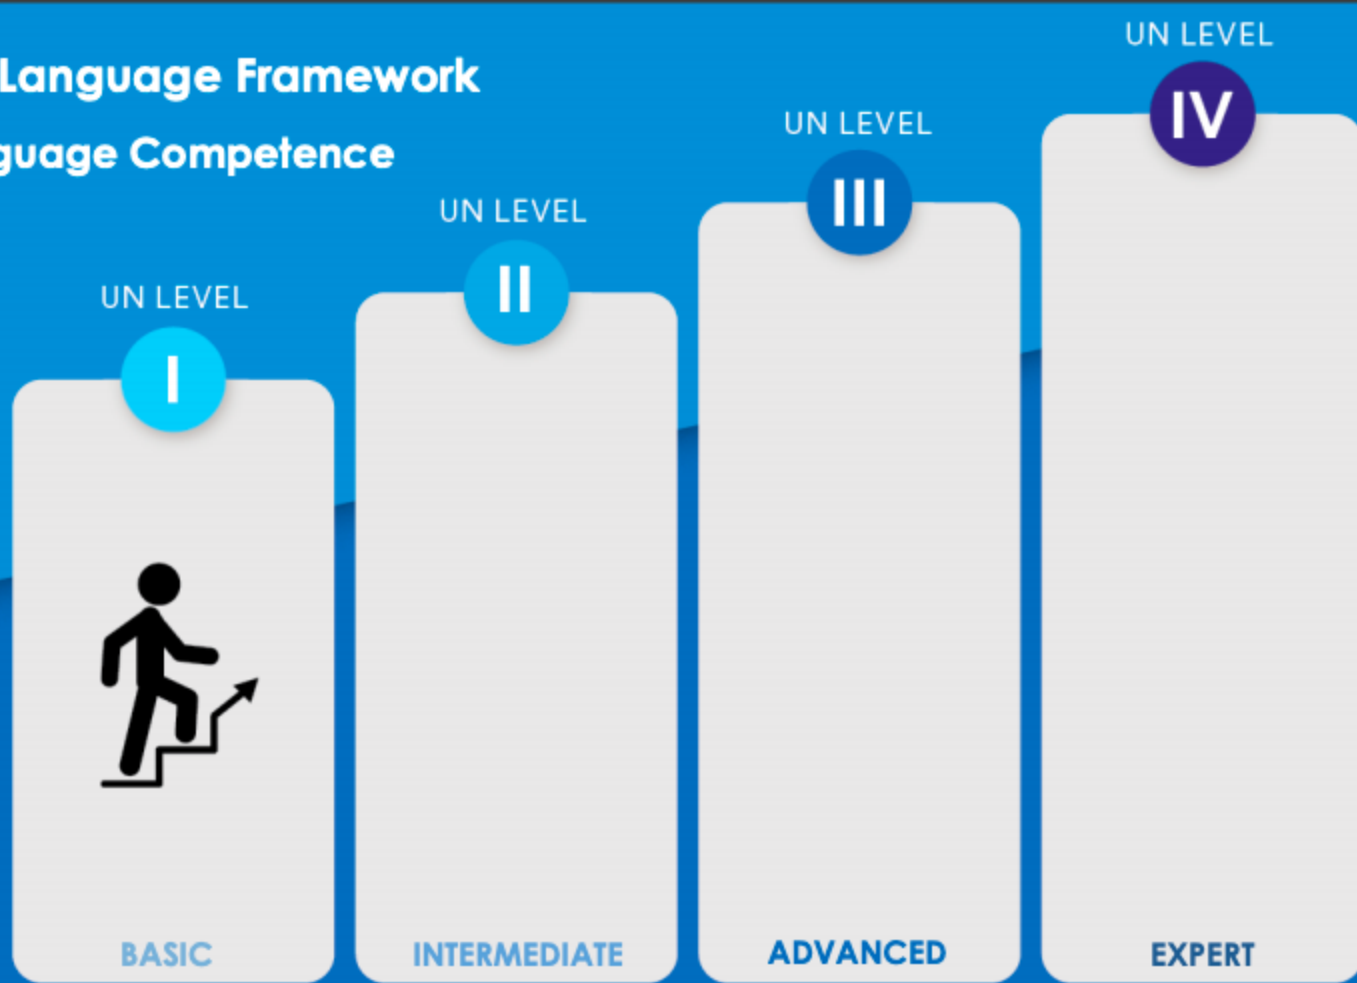 Language Framework
guage Competence
UN LEVEL
I
BASIC
UN LEVEL
II
INTERMEDIATE
UN LEVEL
III
ADVANCED
UN LEVEL
IV
EXPERT